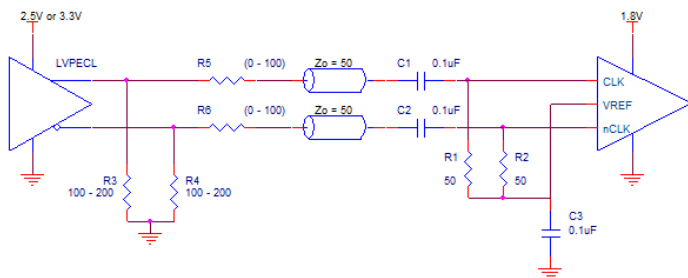 2.5V or 3.3V
1.8V
LVPECL
R5
(0 - 100)
Zo = 50
C1
0.1uF
CLK
R6
(0 - 100)
Zo = 50
C2
0.1uF
VREF
nCLK
R3
100 - 200
R4
100 - 200
R1
50
R2
50
C3
0.1uF